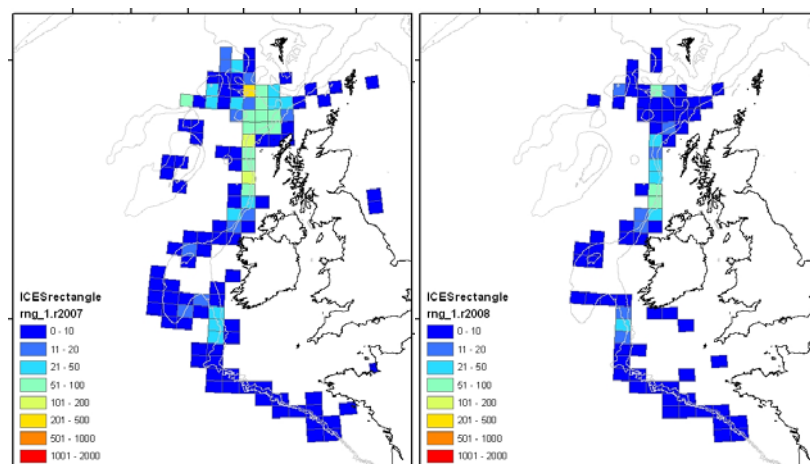 ICESrectangle
rng_1.r2007
0 - 10
11 - 20
21 - 50
51 - 100
101 - 200
201 - 500
501 - 1000
1001 - 2000
ICESrectangle
rng_1.r2008
0 - 10
11 - 20
21 - 50
51 - 100
101 - 200
201 - 500
501 - 1000
1001 - 2000